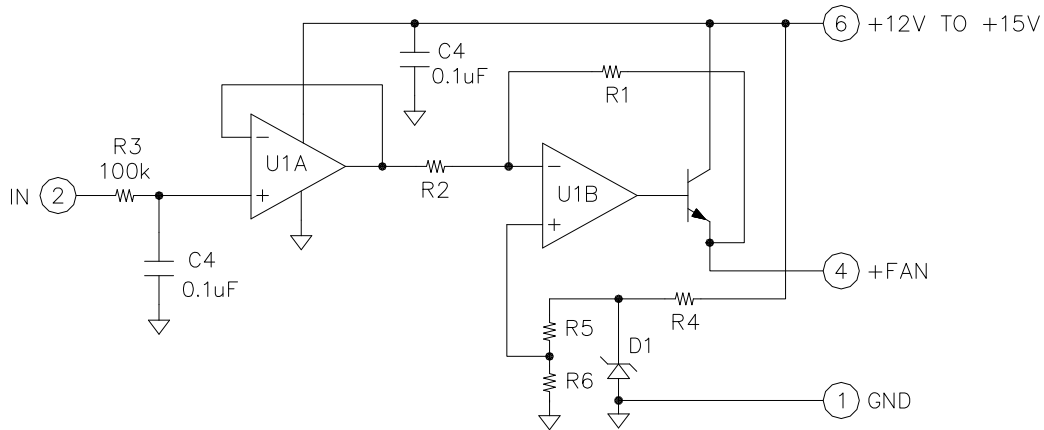 6 +12V TO +15V
C4
0.1uF
R1
R3
100k
−
U1A
+
IN 2
R2
−
U1B
+
C4
0.1uF
4 +FAN
R4
R5
D1
R6
1 GND